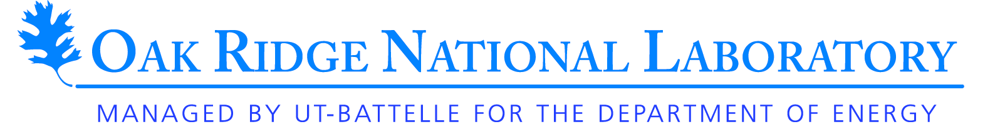 OAK RIDGE NATIONAL LABORATORY
MANAGED BY UT-BATTELLE FOR THE DEPARTMENT OF ENERGY